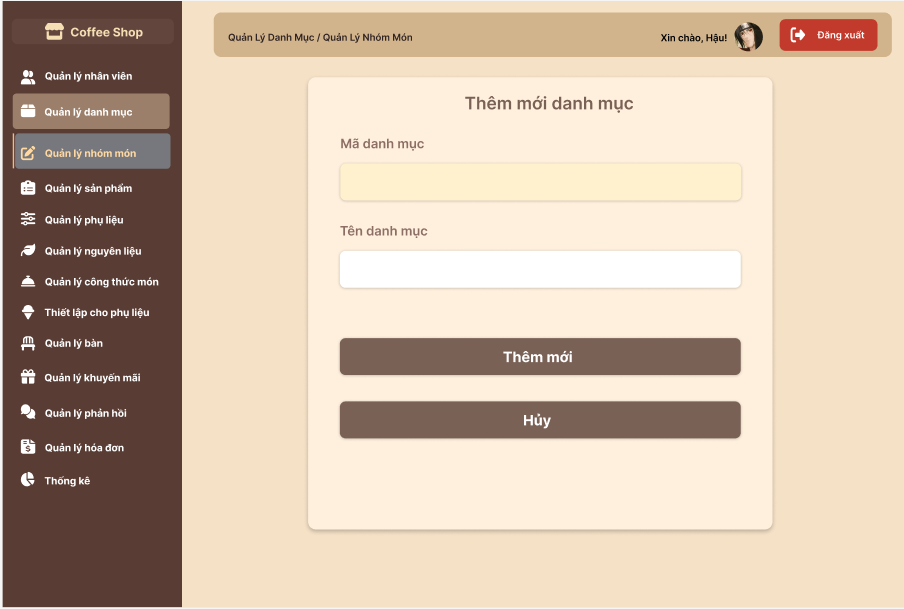 Coffee Shop
Quản lý nhân viên
Quản lý danh mục
Quản lý nhóm món
Quản lý sản phẩm
Quản lý phụ liệu
Quản lý nguyên liệu
Quản lý công thức món
Thiết lập cho phụ liệu
Quản lý bàn
Quản lý khuyến mãi
Quản lý phản hồi
Quản lý hóa đơn
Thống kê
Quản Lý Danh Mục / Quản Lý Nhóm Món
Xin chào, Hậu!
Đăng xuất
Thêm mới danh mục
Mã danh mục
Tên danh mục
Thêm mới
Hủy